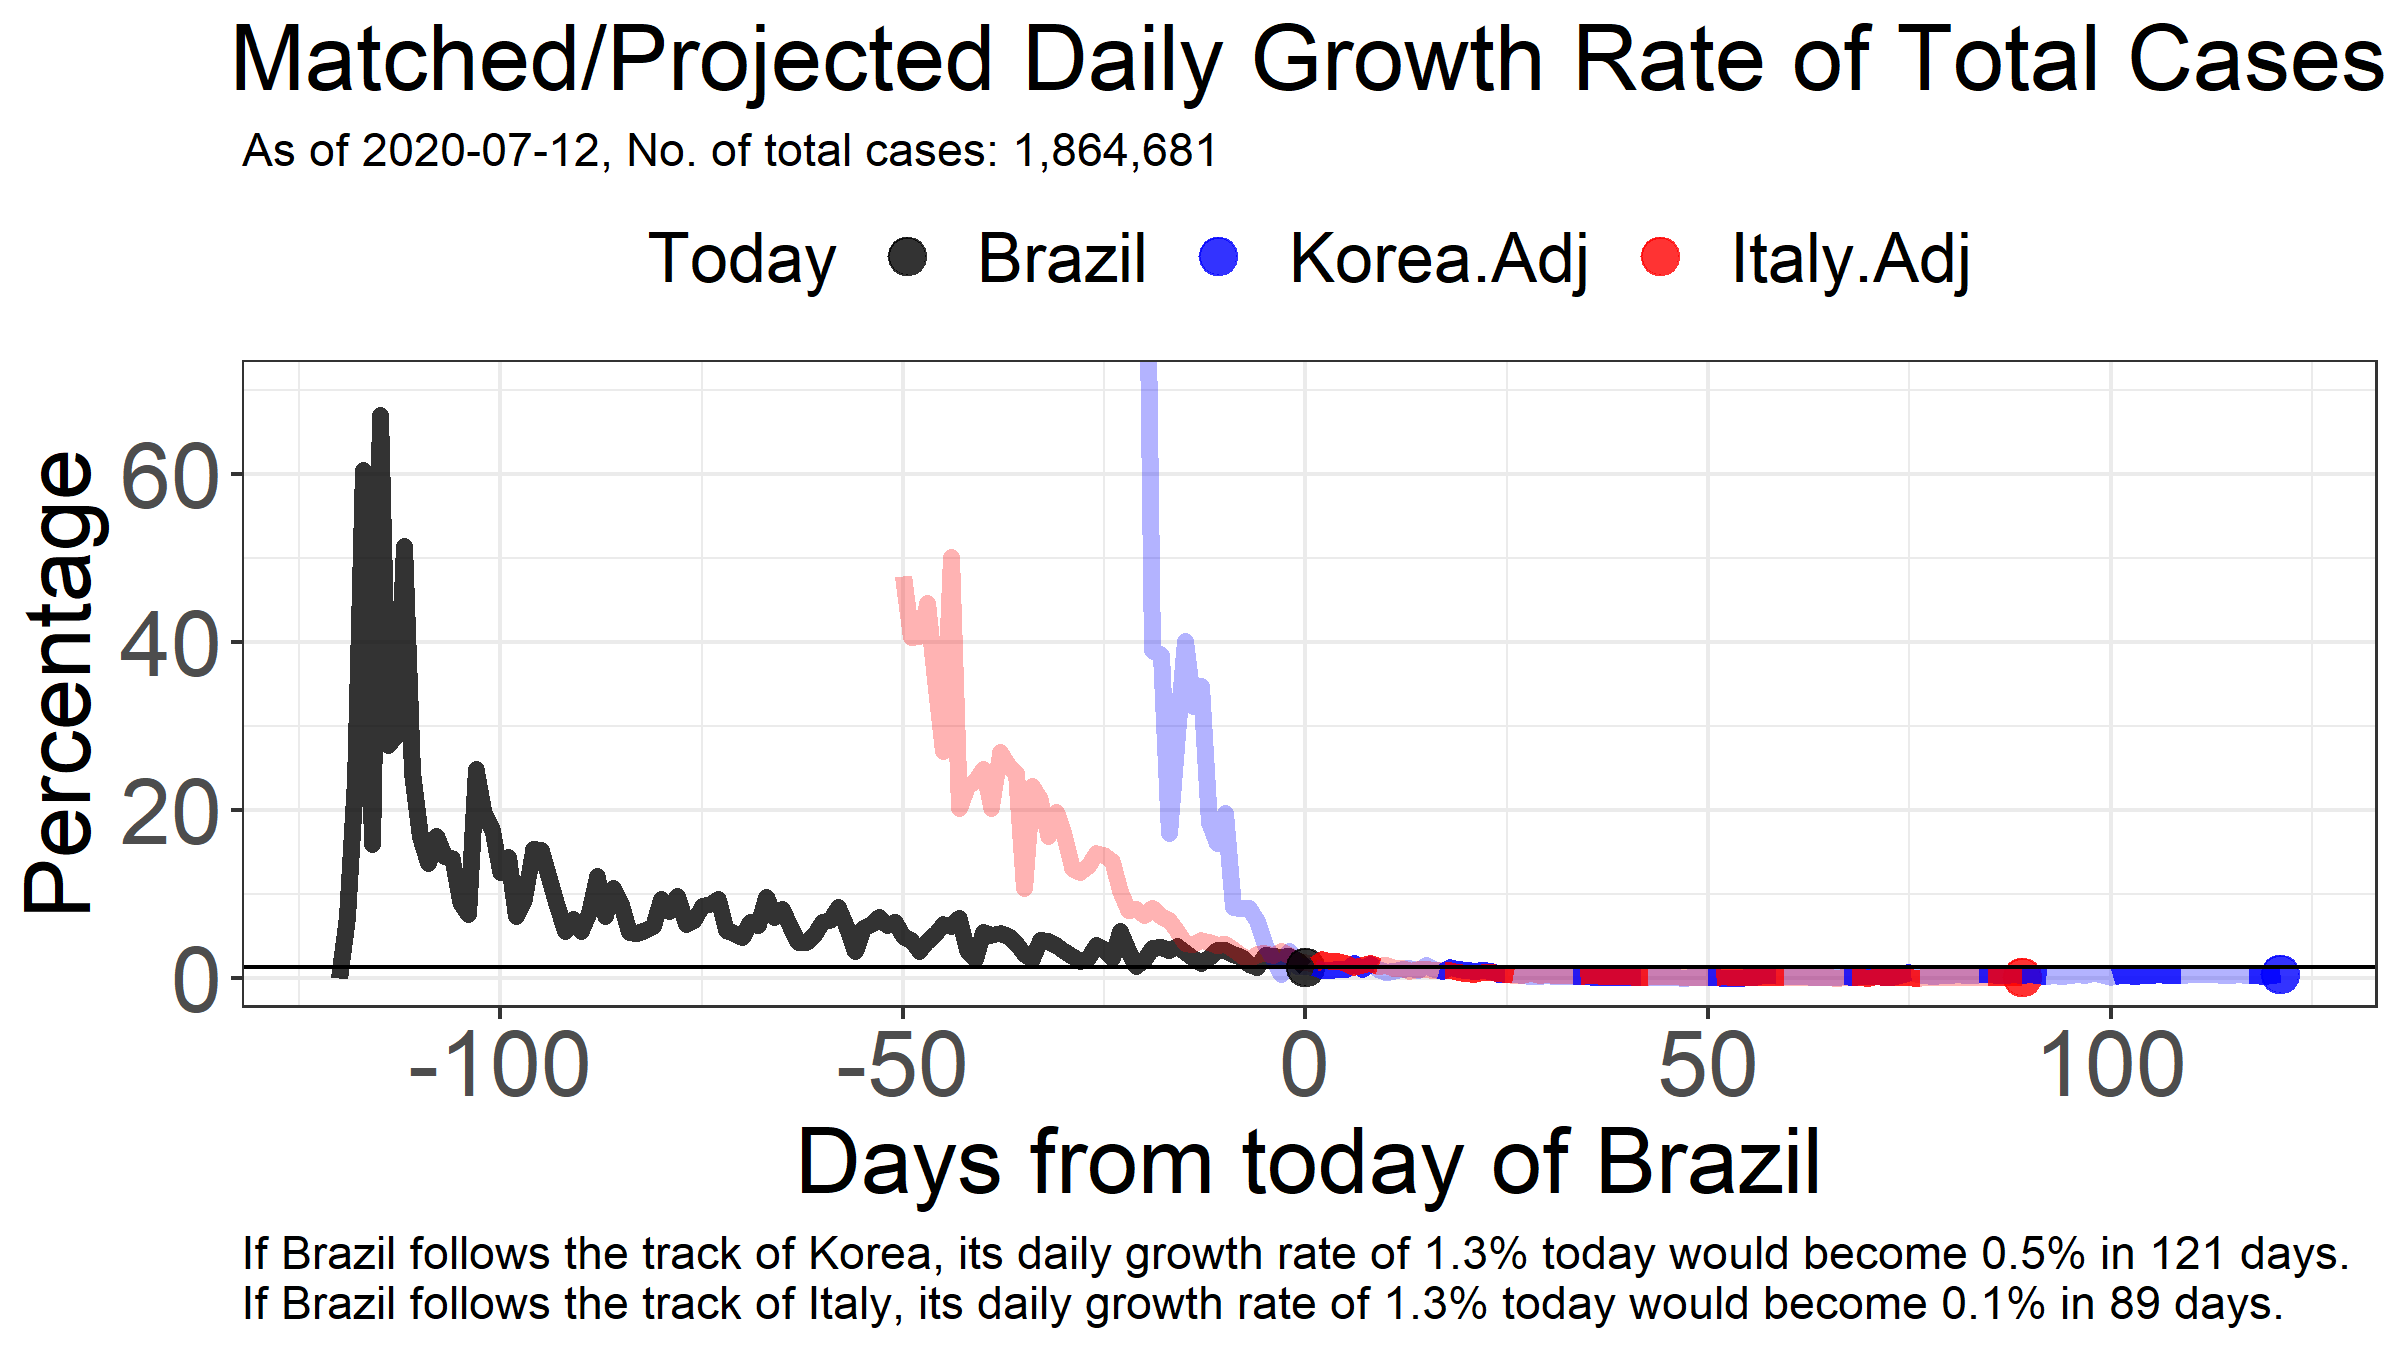 Matched/Projected Daily Growth Rate of Total Cases
As of 2020-07-12, No. of total cases: 1,864,681
Today Brazil Korea.Adj Italy.Adj
Percentage
60
40
20
0
-100 -50 0 50 100
Days from today of Brazil
If Brazil follows the track of Korea, its daily growth rate of 1.3% today would become 0.5% in 121 days.
If Brazil follows the track of Italy, its daily growth rate of 1.3% today would become 0.1% in 89 days.